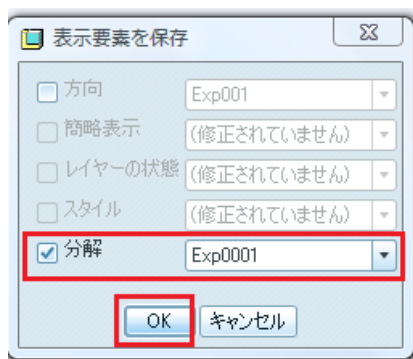 表示要素を保存
方向 Exp001
簡略表示 (修正されていません)
レイヤーの状態 (修正されていません)
スタイル (修正されていません)
分解 Exp0001
OK キャンセル